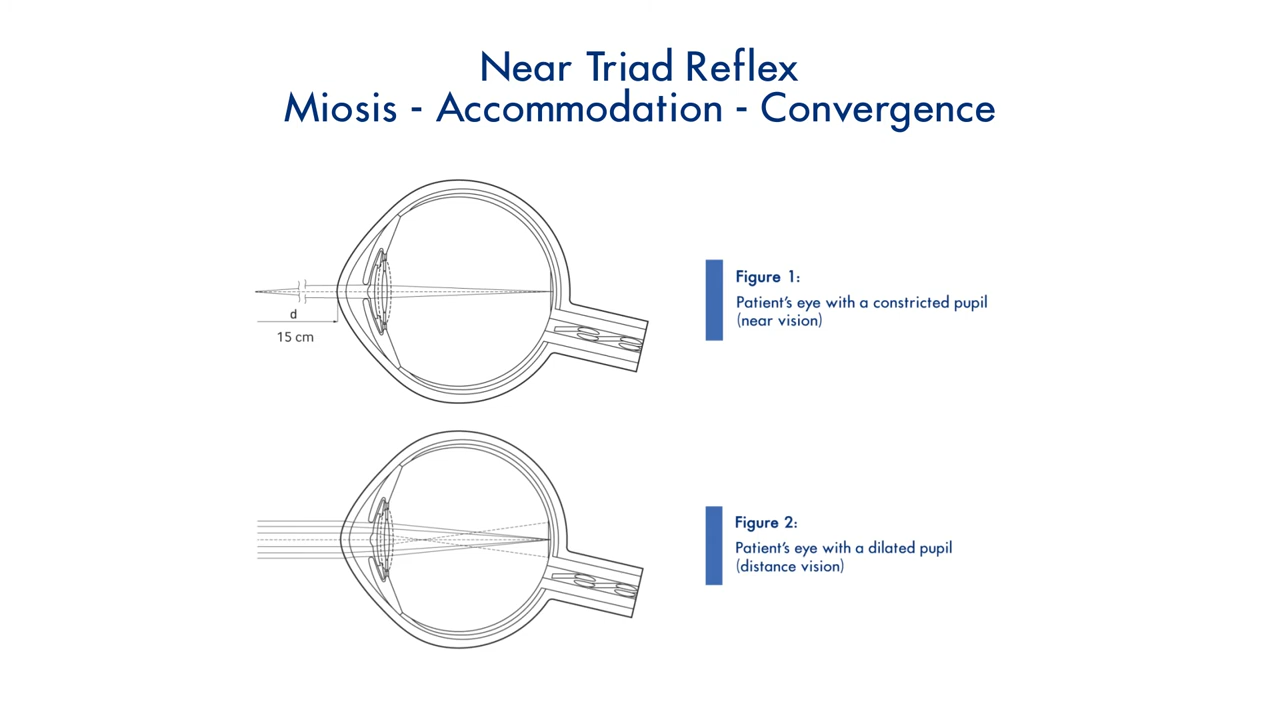 Near Triad Reflex
Miosis - Accommodation - Convergence
d
15 cm
Figure 1:
Patient's eye with a constricted pupil
(near vision)
Figure 2:
Patient's eye with a dilated pupil
(distance vision)